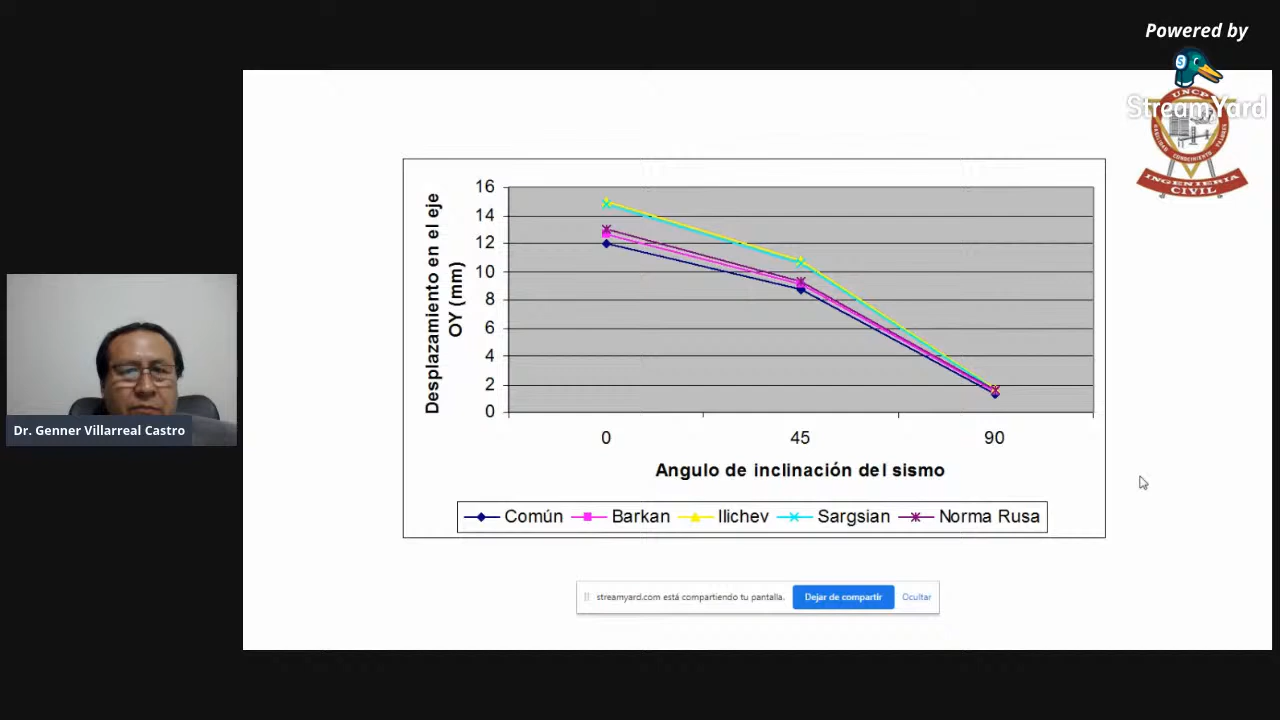 Powered by
StreamYard
UNCP
INGENIERIA
CIVIL
Desplazamiento en el eje
OY (mm)
16
14
12
10
8
6
4
2
0
0 45 90
Angulo de inclinación del sismo
Común Barkan Ilichev Sargsian Norma Rusa
Dr. Genner Villarreal Castro
streamyard.com está compartiendo tu pantalla. Dejar de compartir Ocultar